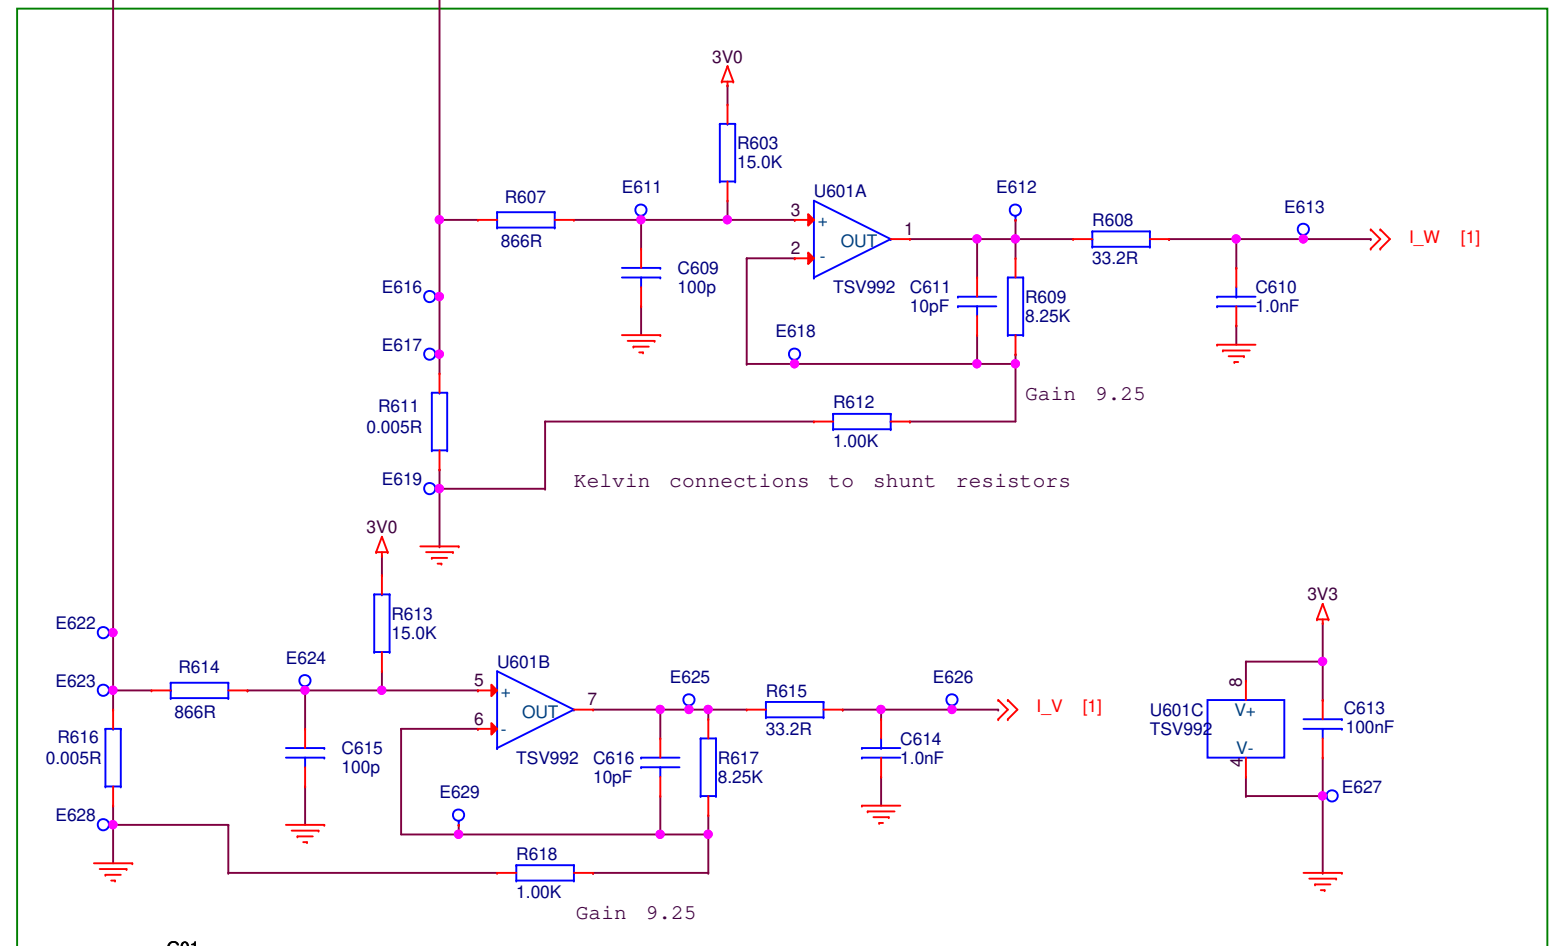 3V0
R603
15.0K
R607
866R
E611
C609
100p
U601A
3
+
2
-
OUT
1
TSV992
E612
C611
10pF
R609
8.25K
R608
33.2R
E613
I_W [1]
C610
1.0nF
E616
E617
E618
Gain 9.25
R611
0.005R
R612
1.00K
E619
Kelvin connections to shunt resistors
3V0
R613
15.0K
E622
E623
R614
866R
E624
C615
100p
U601B
5
+
6
-
OUT
7
TSV992
E625
C616
10pF
R617
8.25K
R615
33.2R
E626
I_V [1]
C614
1.0nF
R616
0.005R
E628
E629
R618
1.00K
Gain 9.25
3V3
8
U601C
TSV992
V+
V-
4
C613
100nF
E627